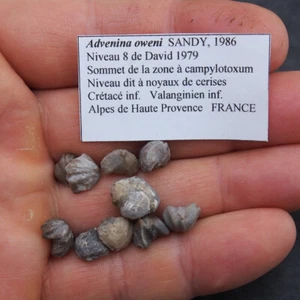 Advenina oweni SANDY, 1986
Niveau 8 de David 1979
Sommet de la zone à campylotoxum
Niveau dit à noyaux de cerises
Crétacé inf. Valanginien inf.
Alpes de Haute Provence FRANCE